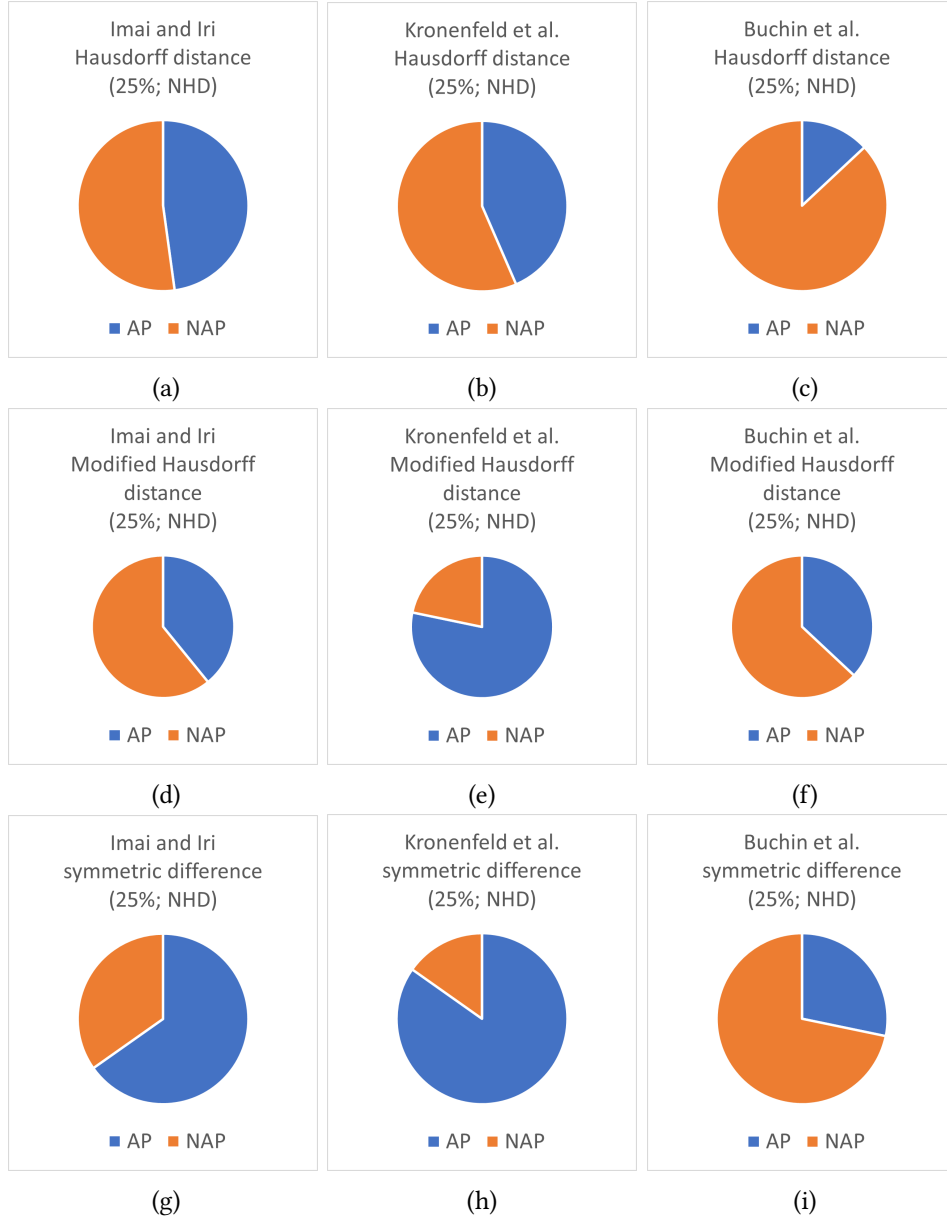 Imai and Iri
Hausdorff distance
(25%; NHD)
AP NAP
(a)
Kronenfeld et al.
Hausdorff distance
(25%; NHD)
AP NAP
(b)
Buchin et al.
Hausdorff distance
(25%; NHD)
AP NAP
(c)
Imai and Iri
Modified Hausdorff
distance
(25%; NHD)
AP NAP
(d)
Kronenfeld et al.
Modified Hausdorff
distance
(25%; NHD)
AP NAP
(e)
Buchin et al.
Modified Hausdorff
distance
(25%; NHD)
AP NAP
(f)
Imai and Iri
symmetric difference
(25%; NHD)
AP NAP
(g)
Kronenfeld et al.
symmetric difference
(25%; NHD)
AP NAP
(h)
Buchin et al.
symmetric difference
(25%; NHD)
AP NAP
(i)